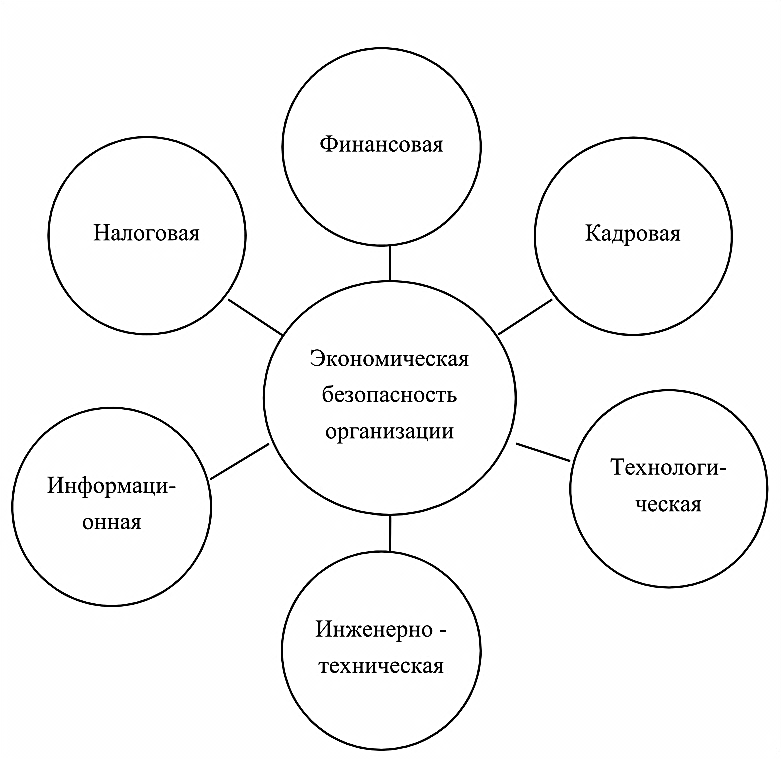 Финансовая
Налоговая
Кадровая
Экономическая
безопасность
организации
Информаци-
онная
Технологи-
ческая
Инженерно -
техническая